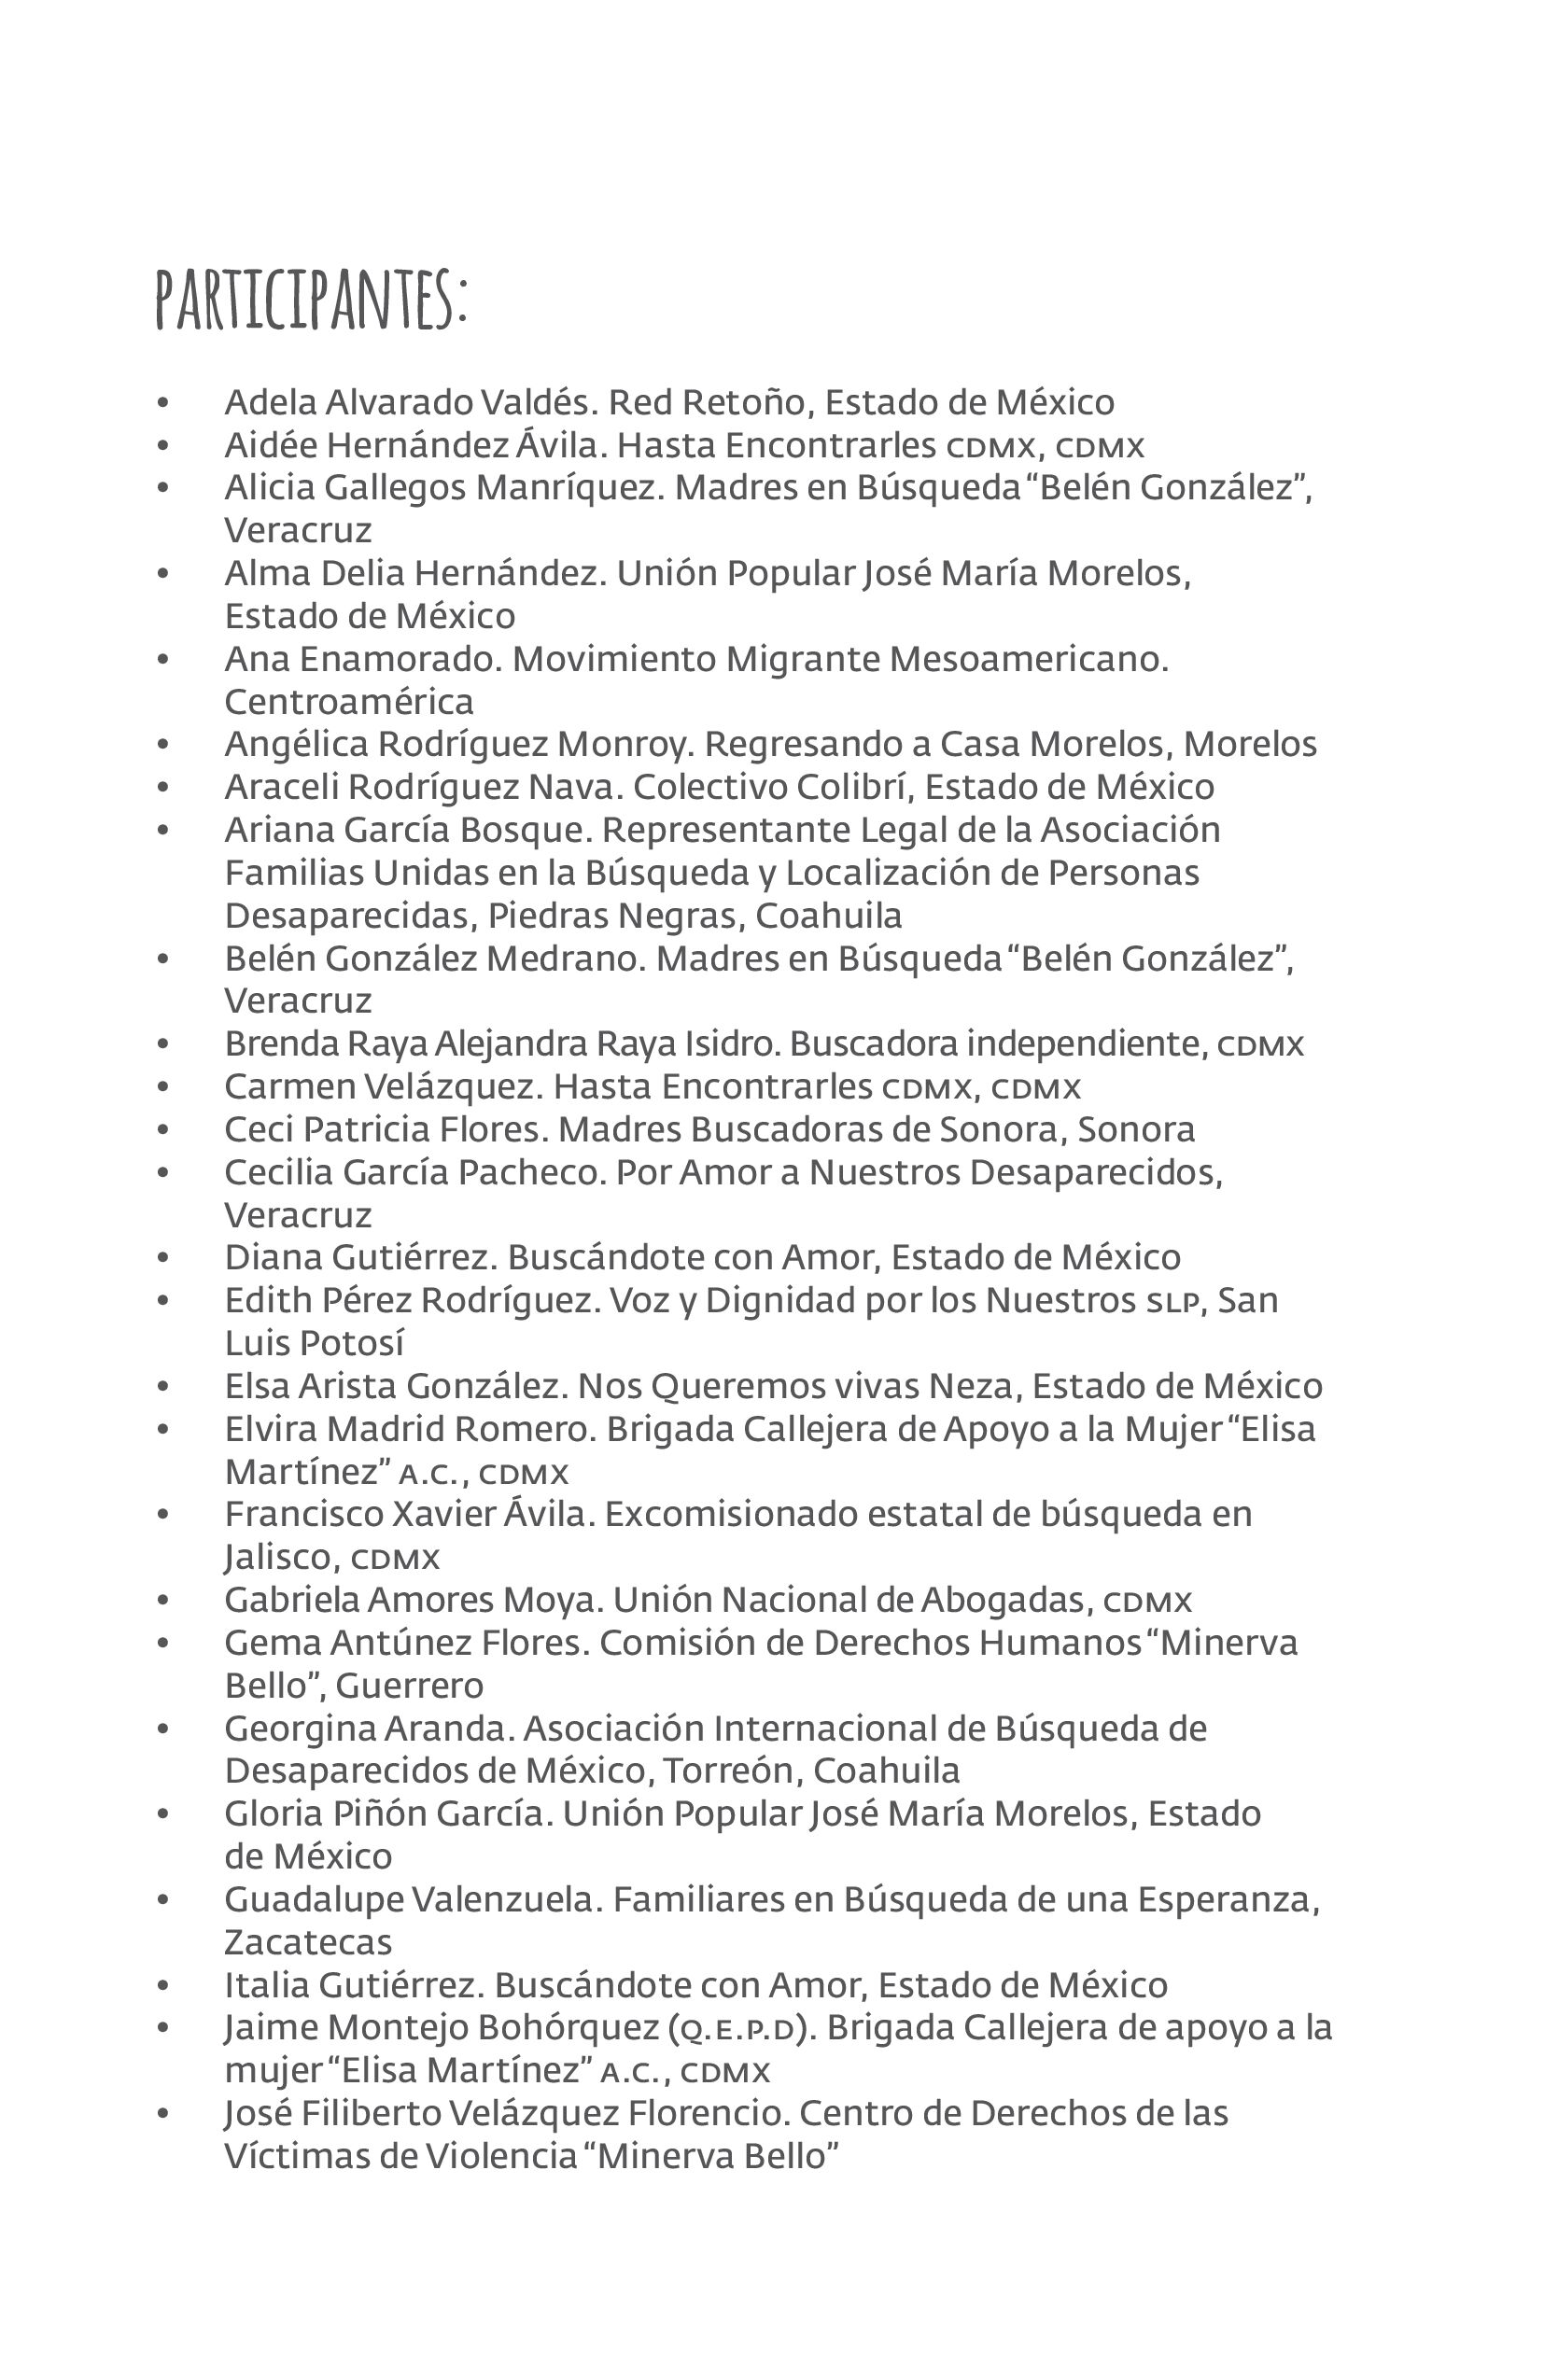 PARTICIPANTES:
• Adela Alvarado Valdés. Red Retoño, Estado de México
• Aidée Hernández Ávila. Hasta Encontrarles CDMX, CDMX
• Alicia Gallegos Manríquez. Madres en Búsqueda “Belén González”,
Veracruz
• Alma Delia Hernández. Unión Popular José María Morelos,
Estado de México
• Ana Enamorado. Movimiento Migrante Mesoamericano.
Centroamérica
• Angélica Rodríguez Monroy. Regresando a Casa Morelos, Morelos
• Araceli Rodríguez Nava. Colectivo Colibrí, Estado de México
• Ariana García Bosque. Representante Legal de la Asociación
Familias Unidas en la Búsqueda y Localización de Personas
Desaparecidas, Piedras Negras, Coahuila
• Belén González Medrano. Madres en Búsqueda “Belén González”,
Veracruz
• Brenda Raya Alejandra Raya Isidro. Buscadora independiente, CDMX
• Carmen Velázquez. Hasta Encontrarles CDMX, CDMX
• Ceci Patricia Flores. Madres Buscadoras de Sonora, Sonora
• Cecilia García Pacheco. Por Amor a Nuestros Desaparecidos,
Veracruz
• Diana Gutiérrez. Buscándote con Amor, Estado de México
• Edith Pérez Rodríguez. Voz y Dignidad por los Nuestros SLP, San
Luis Potosí
• Elsa Arista González. Nos Queremos vivas Neza, Estado de México
• Elvira Madrid Romero. Brigada Callejera de Apoyo a la Mujer “Elisa
Martínez” A.C., CDMX
• Francisco Xavier Ávila. Excomisionado estatal de búsqueda en
Jalisco, CDMX
• Gabriela Amores Moya. Unión Nacional de Abogadas, CDMX
• Gema Antúnez Flores. Comisión de Derechos Humanos “Minerva
Bello”, Guerrero
• Georgina Aranda. Asociación Internacional de Búsqueda de
Desaparecidos de México, Torreón, Coahuila
• Gloria Piñón García. Unión Popular José María Morelos, Estado
de México
• Guadalupe Valenzuela. Familiares en Búsqueda de una Esperanza,
Zacatecas
• Italia Gutiérrez. Buscándote con Amor, Estado de México
• Jaime Montejo Bohórquez (Q.E.P.D). Brigada Callejera de apoyo a la
mujer “Elisa Martínez” A.C., CDMX
• José Filiberto Velázquez Florencio. Centro de Derechos de las
Víctimas de Violencia “Minerva Bello”